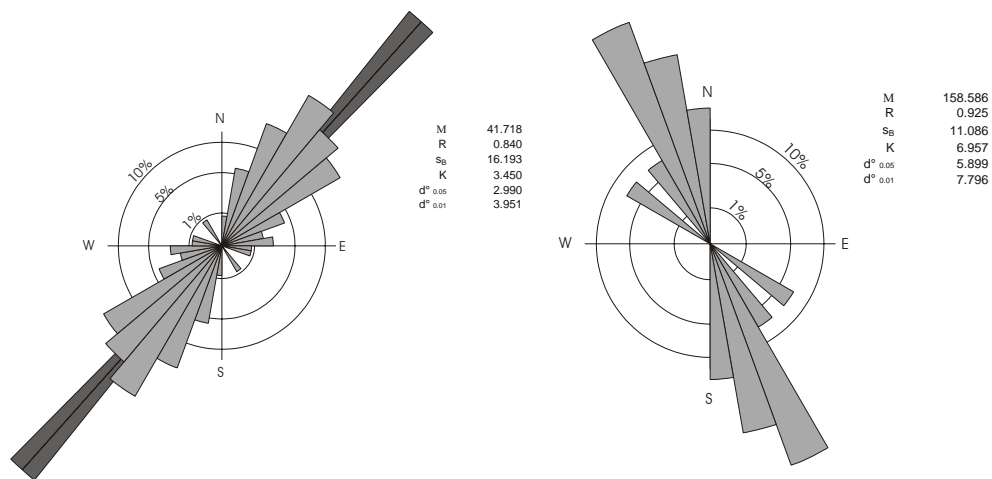 N
10%
5%
1%
W
E
S
M 41.718
R 0.840
sB 16.193
K 3.450
d° 0.05 2.990
d° 0.01 3.951
N
10%
5%
1%
W
E
S
M 158.586
R 0.925
sB 11.086
K 6.957
d° 0.05 5.899
d° 0.01 7.796